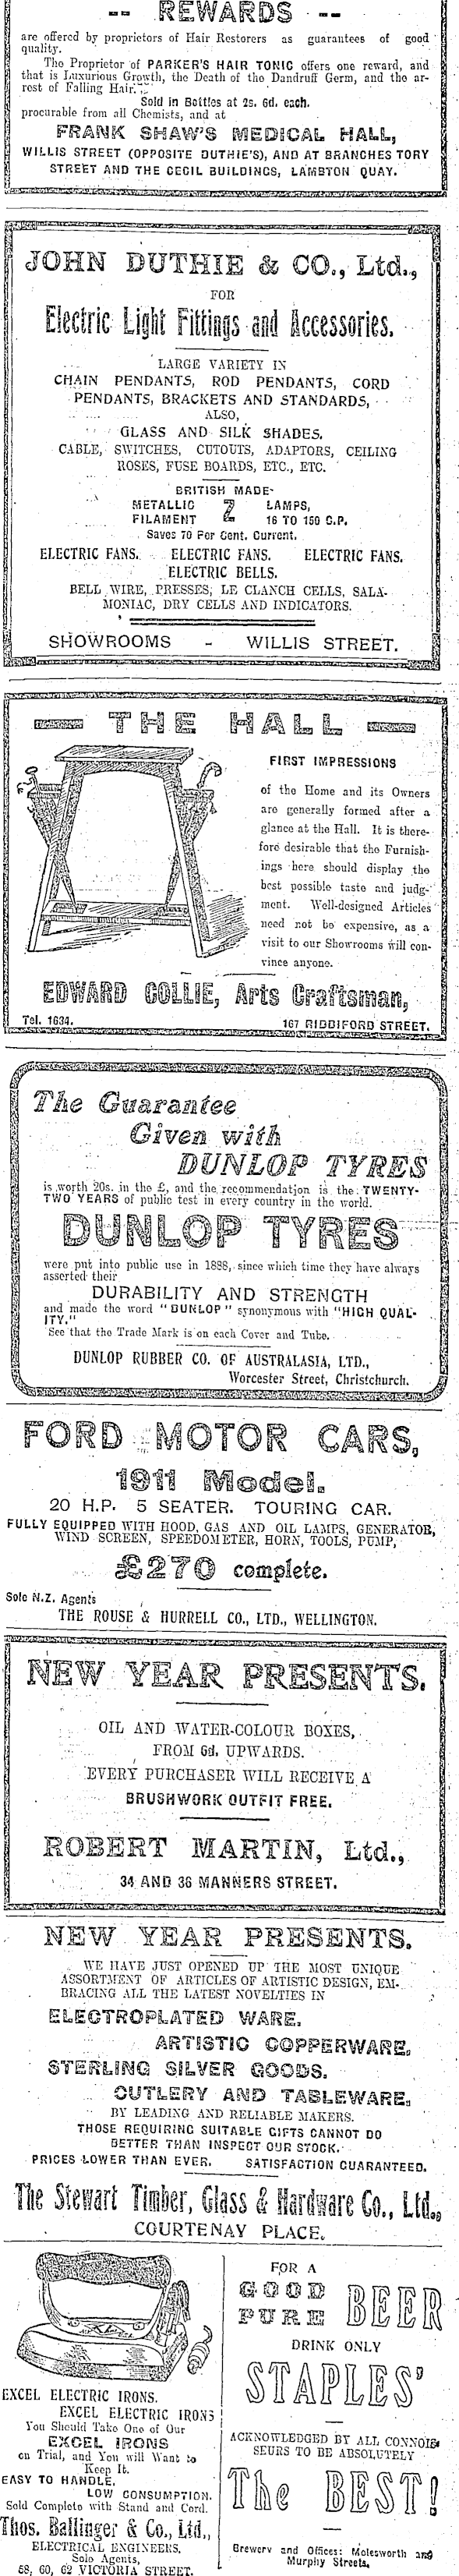 -- REWARDS --
are offered by proprietors of Hair Restorers as guarantees of good
quality.
The Proprietor of PARKER'S HAIR TONIC offers one reward, and
that is Luxurious Growth, the Death of the Dandruff Germ, and the ar-
rest of Falling Hair.
Sold in Bottles at 2s. 6d. each.
procurable from all Chemists, and at
FRANK SHAW'S MEDICAL HALL,
WILLIS STREET (OPPOSITE DUTHIE'S), AND AT BRANCHES TORY
STREET AND THE CECIL BUILDINGS, LAMBTON QUAY.
JOHN DUTHIE & CO., Ltd.,
FOR
Electric Light Fittings and Accessories.
LARGE VARIETY IN
CHAIN PENDANTS, ROD PENDANTS, CORD
PENDANTS, BRACKETS AND STANDARDS,
ALSO,
GLASS AND SILK SHADES.
CABLE, SWITCHES, CUTOUTS, ADAPTORS, CEILING
ROSES, FUSE BOARDS, ETC., ETC.
BRITISH MADE-
METALLIC Z LAMPS,
FILAMENT 16 TO 150 C.P.
Saves 70 Per Cent. Current.
ELECTRIC FANS. ELECTRIC FANS. ELECTRIC FANS.
ELECTRIC BELLS.
BELL WIRE, PRESSES, LE CLANCH CELLS, SALA-
MONIAC, DRY CELLS AND INDICATORS.
SHOWROOMS - WILLIS STREET.
THE HALL
FIRST IMPRESSIONS
of the Home and its Owners
are generally formed after a
glance at the Hall. It is there-
fore desirable that the Furnish-
ings here should display the
best possible taste and judg-
ment. Well-designed Articles
need not be expensive, as a
visit to our Showrooms will con-
vince anyone.
EDWARD COLLIE, Arts Craftsman,
Tel. 1634. 167 RIDDIFORD STREET.
The Guarantee
Given with
DUNLOP TYRES
is worth 20s. in the £, and the recommendation is the TWENTY-
TWO YEARS of public test in every country in the world.
DUNLOP TYRES
were put into public use in 1888, since which time they have always
asserted their
DURABILITY AND STRENGTH
and made the word "DUNLOP" synonymous with "HIGH QUAL-
ITY."
See that the Trade Mark is on each Cover and Tube.
DUNLOP RUBBER CO. OF AUSTRALASIA, LTD.,
Worcester Street, Christchurch.
FORD MOTOR CARS,
1911 Model.
20 H.P. 5 SEATER. TOURING CAR.
FULLY EQUIPPED WITH HOOD, GAS AND OIL LAMPS, GENERATOR,
WIND SCREEN, SPEEDOMETER, HORN, TOOLS, PUMP,
£270 complete.
Sole N.Z. Agents
THE ROUSE & HURRELL CO., LTD., WELLINGTON.
NEW YEAR PRESENTS.
OIL AND WATER-COLOUR BOXES,
FROM 6d. UPWARDS.
EVERY PURCHASER WILL RECEIVE A
BRUSHWORK OUTFIT FREE.
ROBERT MARTIN, Ltd.,
34 AND 36 MANNERS STREET.
NEW YEAR PRESENTS.
WE HAVE JUST OPENED UP THE MOST UNIQUE
ASSORTMENT OF ARTICLES OF ARTISTIC DESIGN, EM-
BRACING ALL THE LATEST NOVELTIES IN
ELECTROPLATED WARE,
ARTISTIC COPPERWARE,
STERLING SILVER GOODS.
CUTLERY AND TABLEWARE,
BY LEADING AND RELIABLE MAKERS.
THOSE REQUIRING SUITABLE GIFTS CANNOT DO
BETTER THAN INSPECT OUR STOCK.
PRICES LOWER THAN EVER. SATISFACTION GUARANTEED.
The Stewart Timber, Glass & Hardware Co., Ltd.,
COURTENAY PLACE.
XL
EXCEL ELECTRIC IRONS.
EXCEL ELECTRIC IRONS
You Should Take One of Our
EXCEL IRONS
on Trial, and You will Want to
Keep It.
EASY TO HANDLE,
LOW CONSUMPTION.
Sold Complete with Stand and Cord.
Thos. Ballinger & Co., Ltd.,
ELECTRICAL ENGINEERS.
Sole Agents,
58, 60, 62 VICTORIA STREET.
FOR A
GOOD
PURE BEER
DRINK ONLY
STAPLES'
ACKNOWLEDGED BY ALL CONNOIS-
SEURS TO BE ABSOLUTELY
The BEST!
Brewery and Offices: Molesworth and
Murphy Streets.